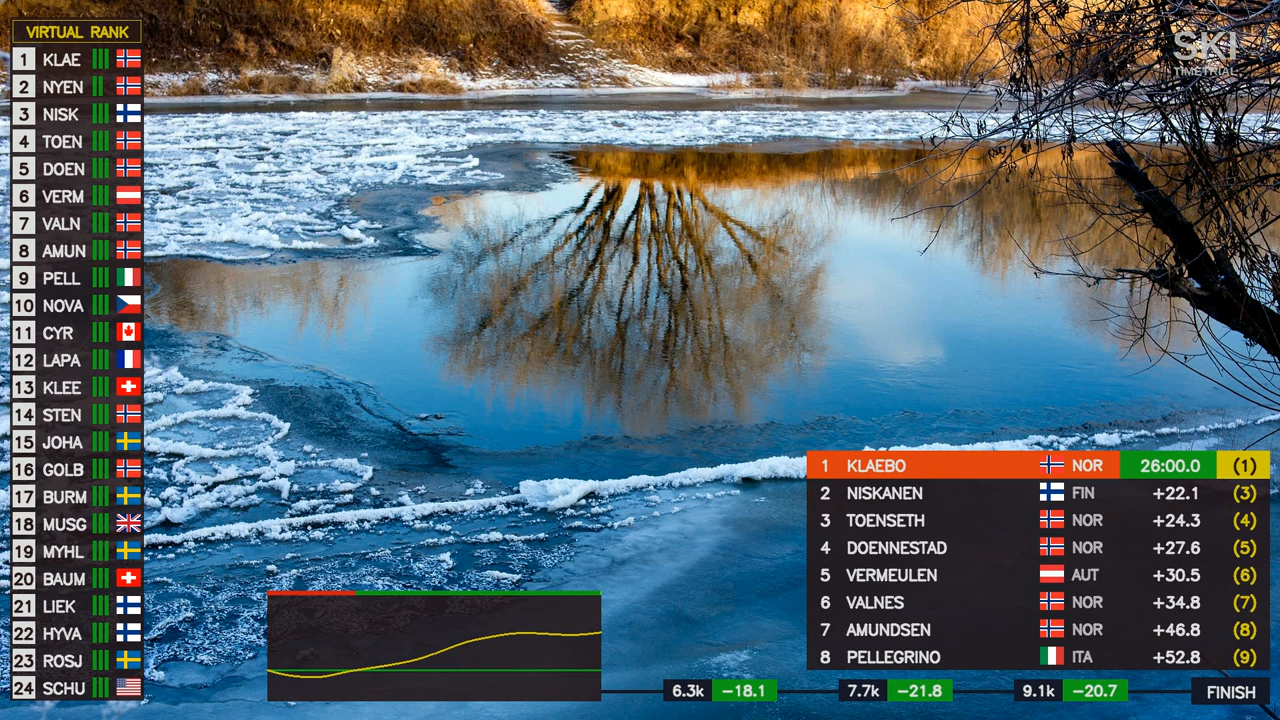 VIRTUAL RANK
1 KLAE
2 NYEN
3 NISK
4 TOEN
5 DOEN
6 VERM
7 VALN
8 AMUN
9 PELL
10 NOVA
11 CYR
12 LAPA
13 KLEE
14 STEN
15 JOHA
16 GOLB
17 BURM
18 MUSG
19 MYHL
20 BAUM
21 LIEK
22 HYVA
23 ROSJ
24 SCHU
SKI
TIMETRIAL
1 KLAEBO NOR 26:00.0 (1)
2 NISKANEN FIN +22.1 (3)
3 TOENSETH NOR +24.3 (4)
4 DOENNESTAD NOR +27.6 (5)
5 VERMEULEN AUT +30.5 (6)
6 VALNES NOR +34.8 (7)
7 AMUNDSEN NOR +46.8 (8)
8 PELLEGRINO ITA +52.8 (9)
6.3k -18.1 7.7k -21.8 9.1k -20.7 FINISH